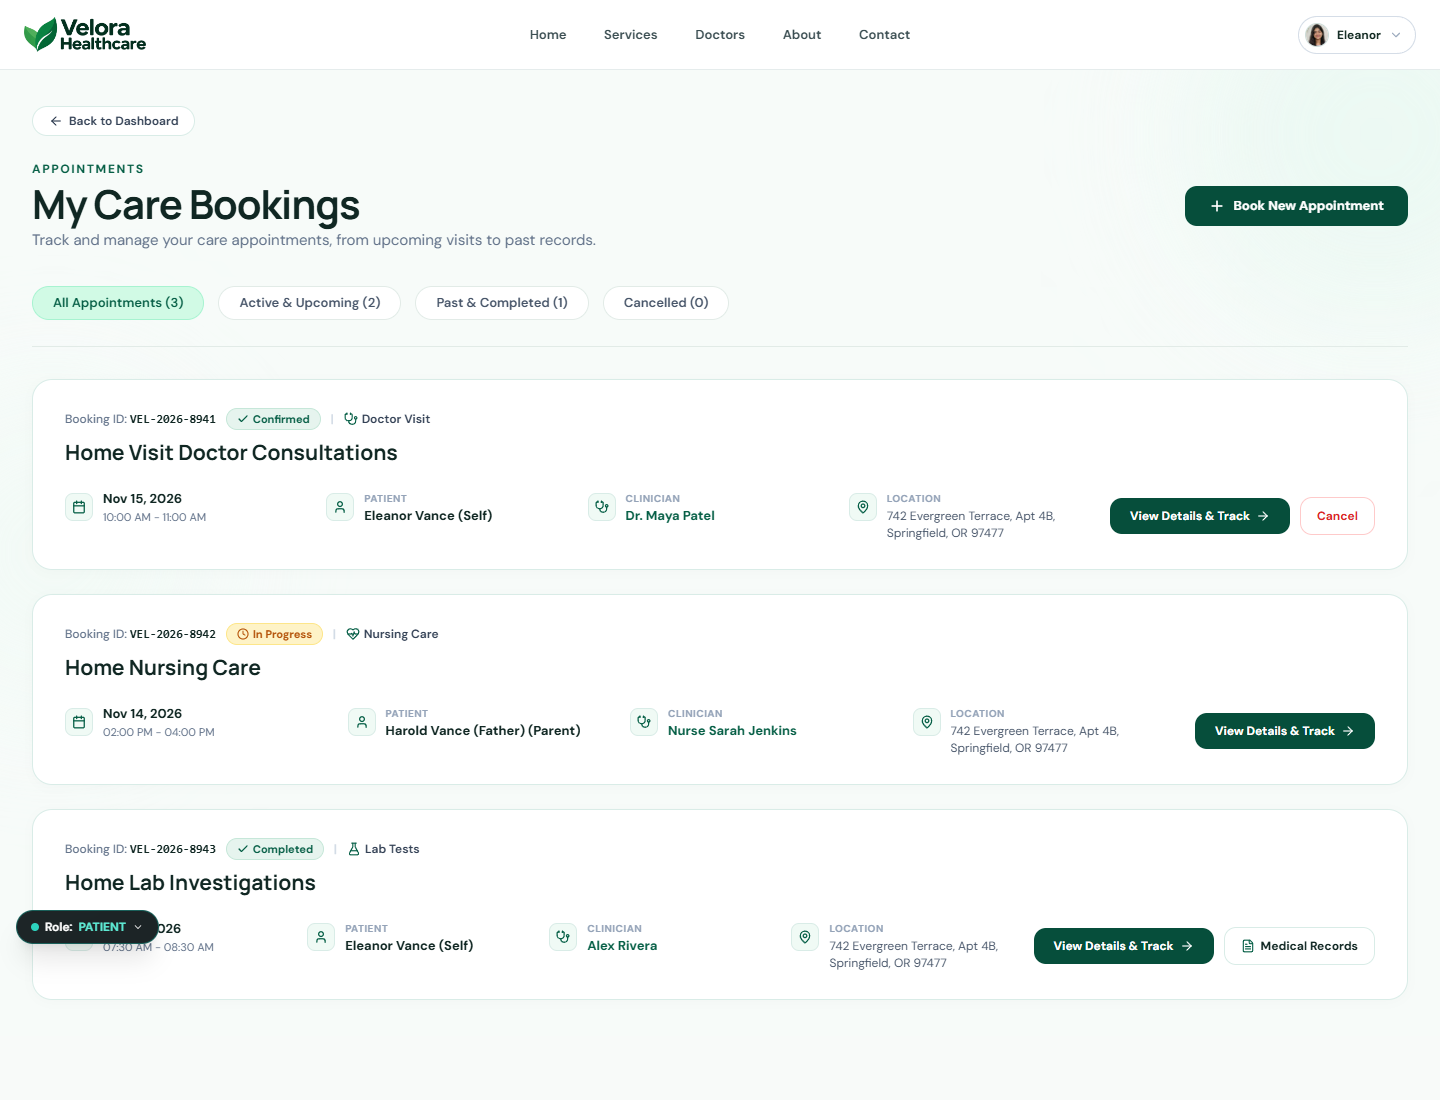 Velora
Healthcare
Home
Services
Doctors
About
Contact
Eleanor
Back to Dashboard
APPOINTMENTS
My Care Bookings
Track and manage your care appointments, from upcoming visits to past records.
Book New Appointment
All Appointments (3)
Active & Upcoming (2)
Past & Completed (1)
Cancelled (0)
Booking ID: VEL-2026-8941
Confirmed
|
Doctor Visit
Home Visit Doctor Consultations
Nov 15, 2026
10:00 AM - 11:00 AM
PATIENT
Eleanor Vance (Self)
CLINICIAN
Dr. Maya Patel
LOCATION
742 Evergreen Terrace, Apt 4B,
Springfield, OR 97477
View Details & Track
Cancel
Booking ID: VEL-2026-8942
In Progress
|
Nursing Care
Home Nursing Care
Nov 14, 2026
02:00 PM - 04:00 PM
PATIENT
Harold Vance (Father) (Parent)
CLINICIAN
Nurse Sarah Jenkins
LOCATION
742 Evergreen Terrace, Apt 4B,
Springfield, OR 97477
View Details & Track
Booking ID: VEL-2026-8943
Completed
|
Lab Tests
Home Lab Investigations
Role: PATIENT
07:30 AM - 08:30 AM
PATIENT
Eleanor Vance (Self)
CLINICIAN
Alex Rivera
LOCATION
742 Evergreen Terrace, Apt 4B,
Springfield, OR 97477
View Details & Track
Medical Records